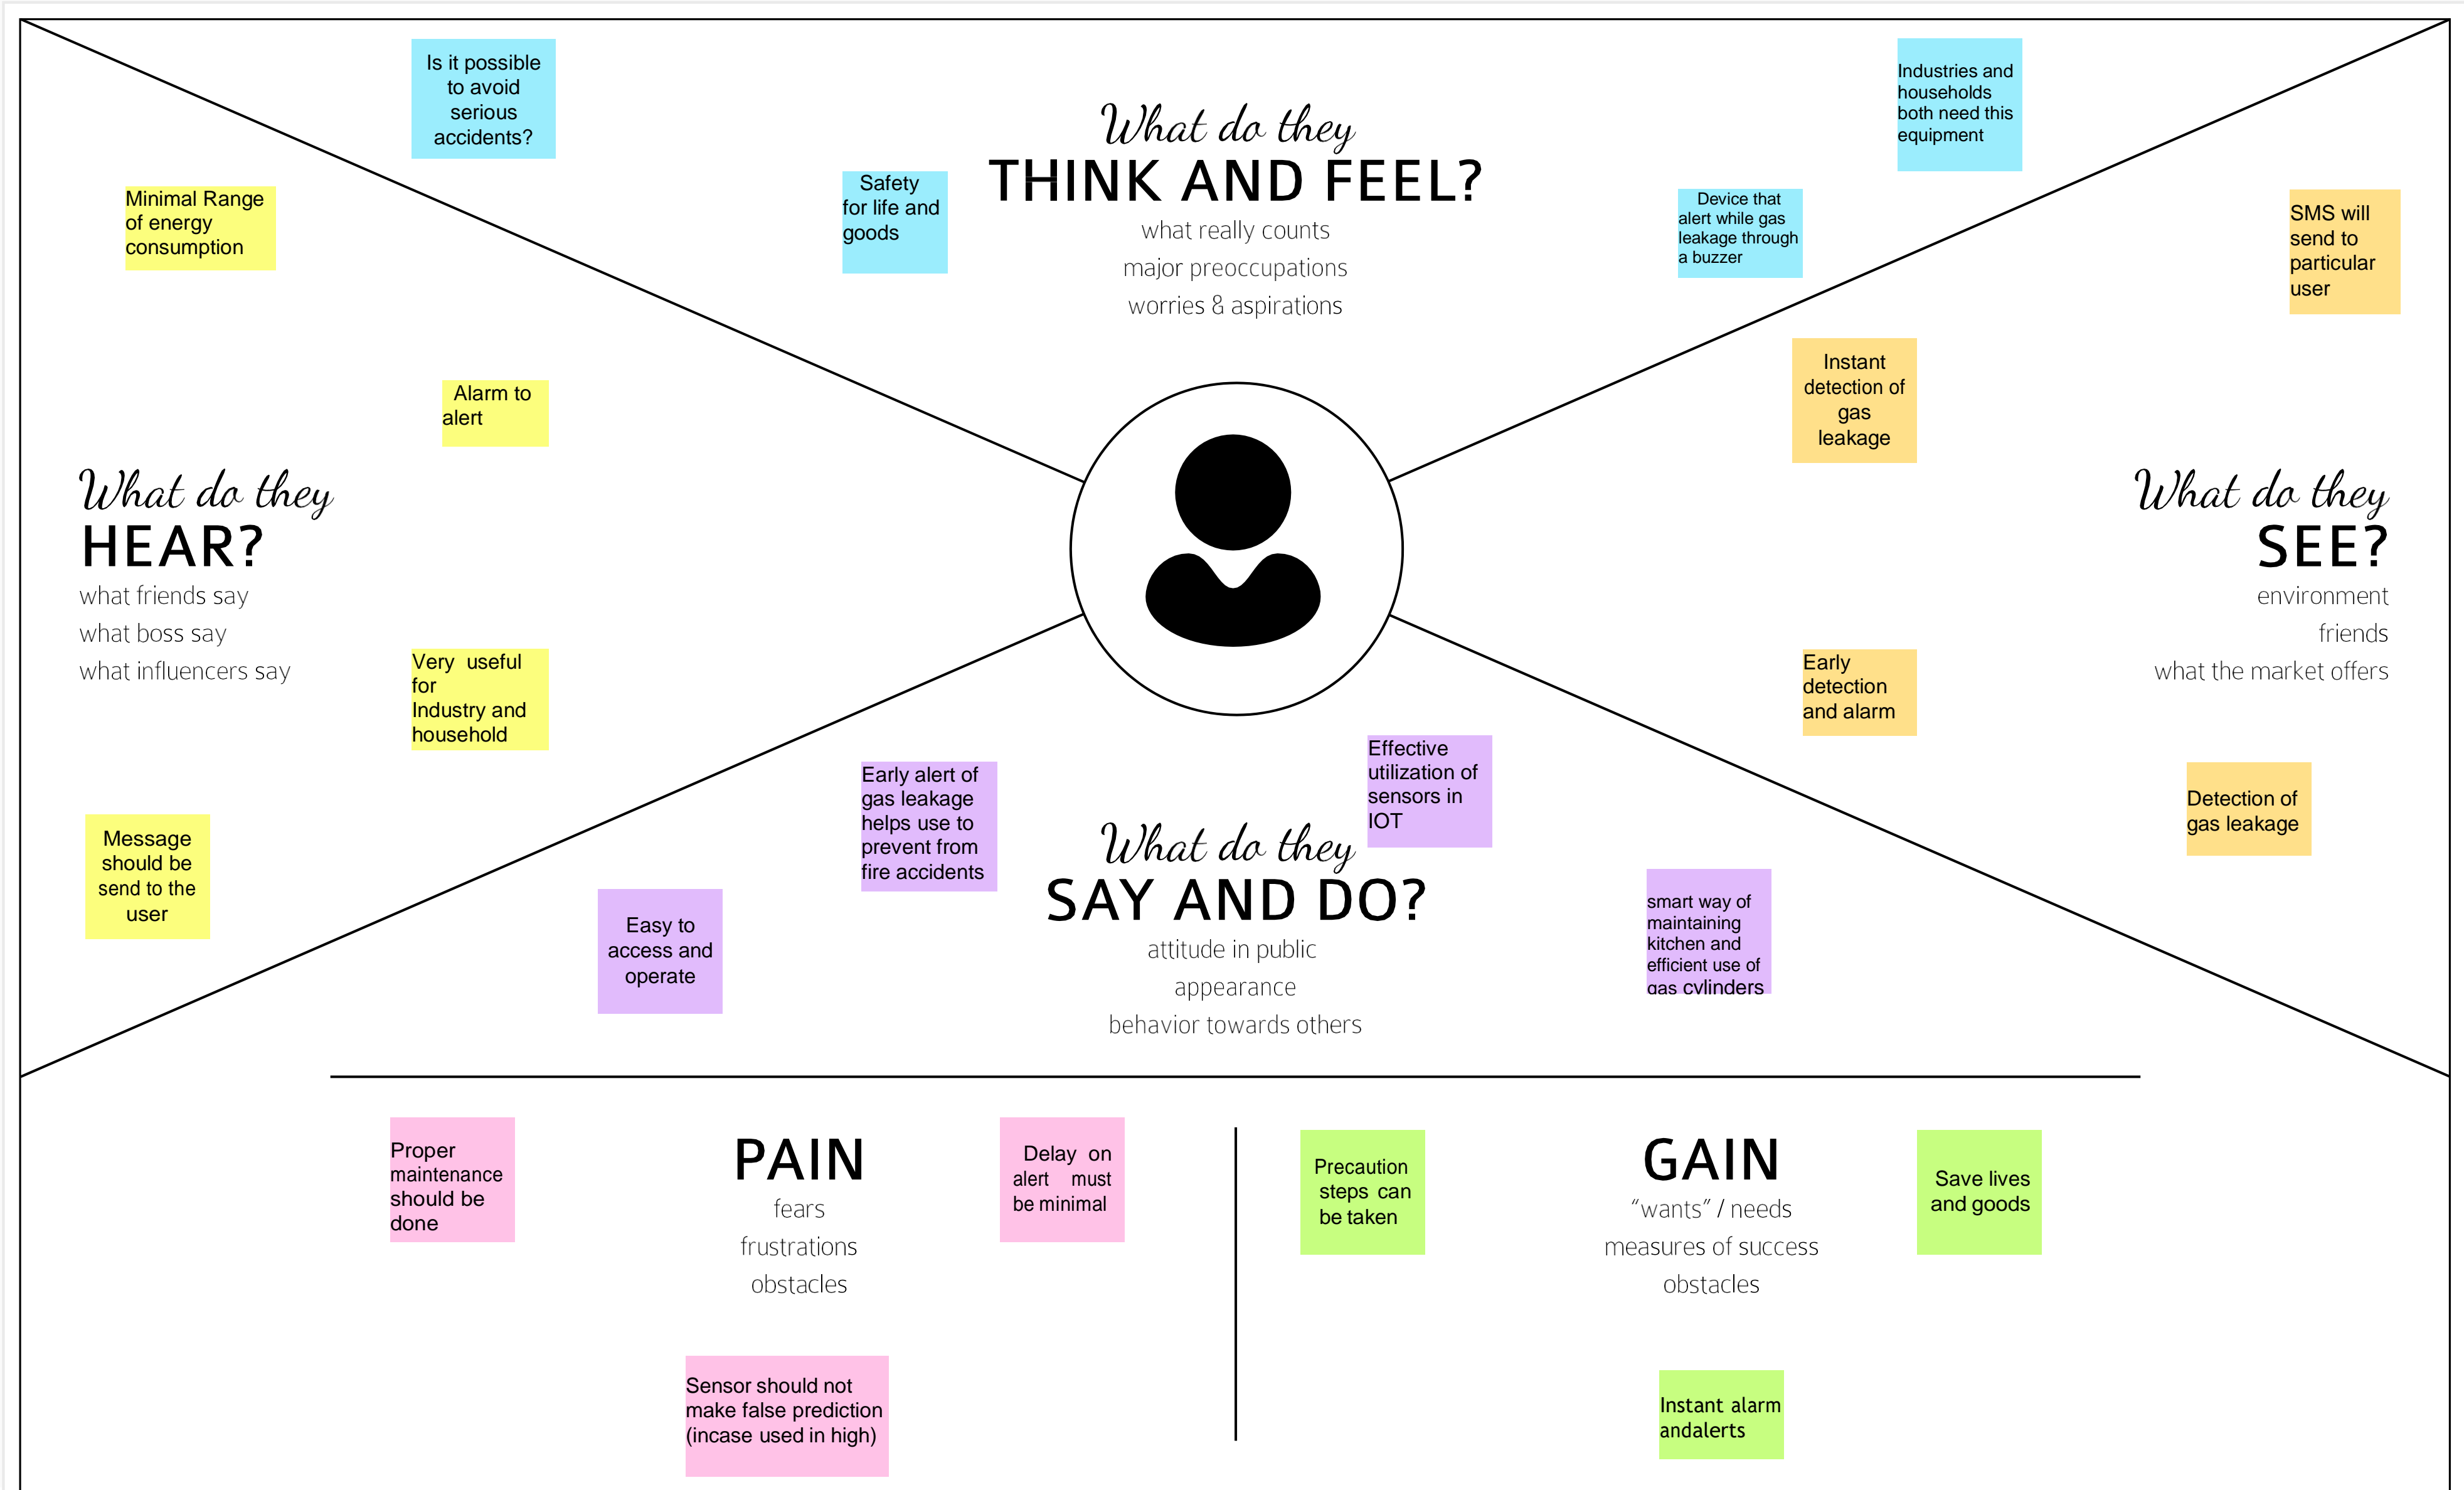 Is it possible
to avoid
serious
accidents?
Safety
for life and
goods
What do they
THINK AND FEEL?
what really counts
major preoccupations
worries & aspirations
Industries and
households
both need this
equipment
Device that
alert while gas
leakage through
a buzzer
Minimal Range
of energy
consumption
Alarm to
alert
What do they
HEAR?
what friends say
what boss say
what influencers say
Very useful
for
Industry and
household
Message
should be
send to the
user
SMS will
send to
particular
user
Instant
detection of
gas
leakage
What do they
SEE?
environment
friends
what the market offers
Early
detection
and alarm
Detection of
gas leakage
Early alert of
gas leakage
helps use to
prevent from
fire accidents
Effective
utilization of
sensors in
IOT
Easy to
access and
operate
What do they
SAY AND DO?
attitude in public
appearance
behavior towards others
smart way of
maintaining
kitchen and
efficient use of
gas cylinders
Proper
maintenance
should be
done
PAIN
fears
frustrations
obstacles
Delay on
alert must
be minimal
Sensor should not
make false prediction
(incase used in high)
Precaution
steps can
be taken
GAIN
“wants” / needs
measures of success
obstacles
Save lives
and goods
Instant alarm
andalerts